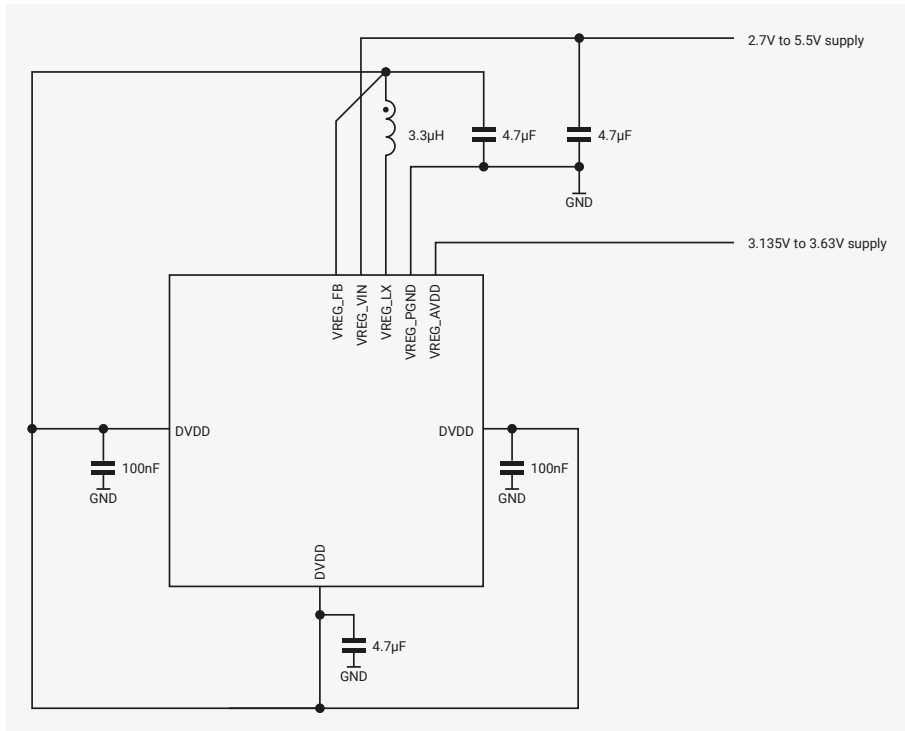 2.7V to 5.5V supply
3.3µH
4.7µF
4.7µF
GND
3.135V to 3.63V supply
VREG_FB
VREG_VIN
VREG_LX
VREG_PGND
VREG_AVDD
DVDD
DVDD
100nF
GND
100nF
GND
DVDD
4.7µF
GND